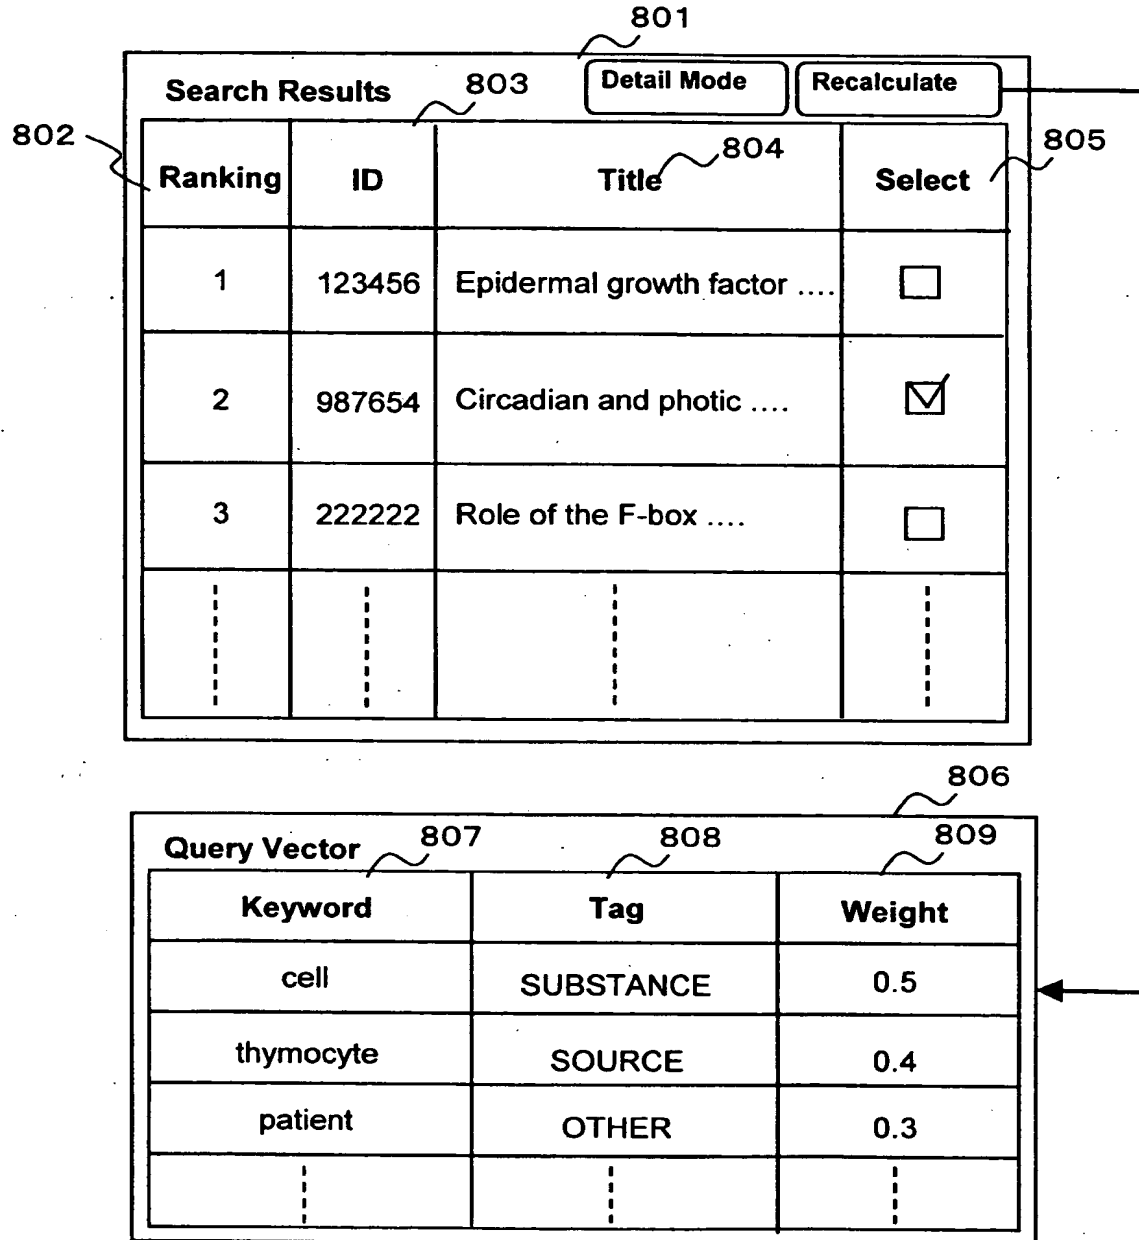 801
Search Results 803 Detail Mode Recalculate
802 804 805
Ranking ID Title Select
1 123456 Epidermal growth factor ....
2 987654 Circadian and photic ....
3 222222 Role of the F-box ....
806
Query Vector 807 808 809
Keyword Tag Weight
cell SUBSTANCE 0.5
thymocyte SOURCE 0.4
patient OTHER 0.3